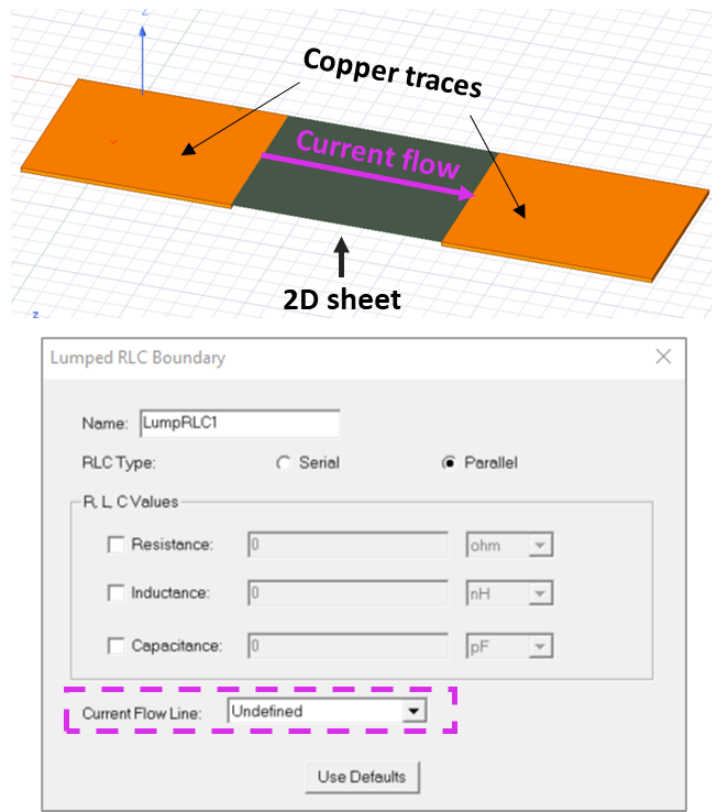 Z
Copper traces
Current flow
2D sheet
z
Lumped RLC Boundary
Name: LumpRLC1
RLC Type: Serial Parallel
R, L, C Values
Resistance: 0 ohm
Inductance: 0 nH
Capacitance: 0 pF
Current Flow Line: Undefined
Use Defaults